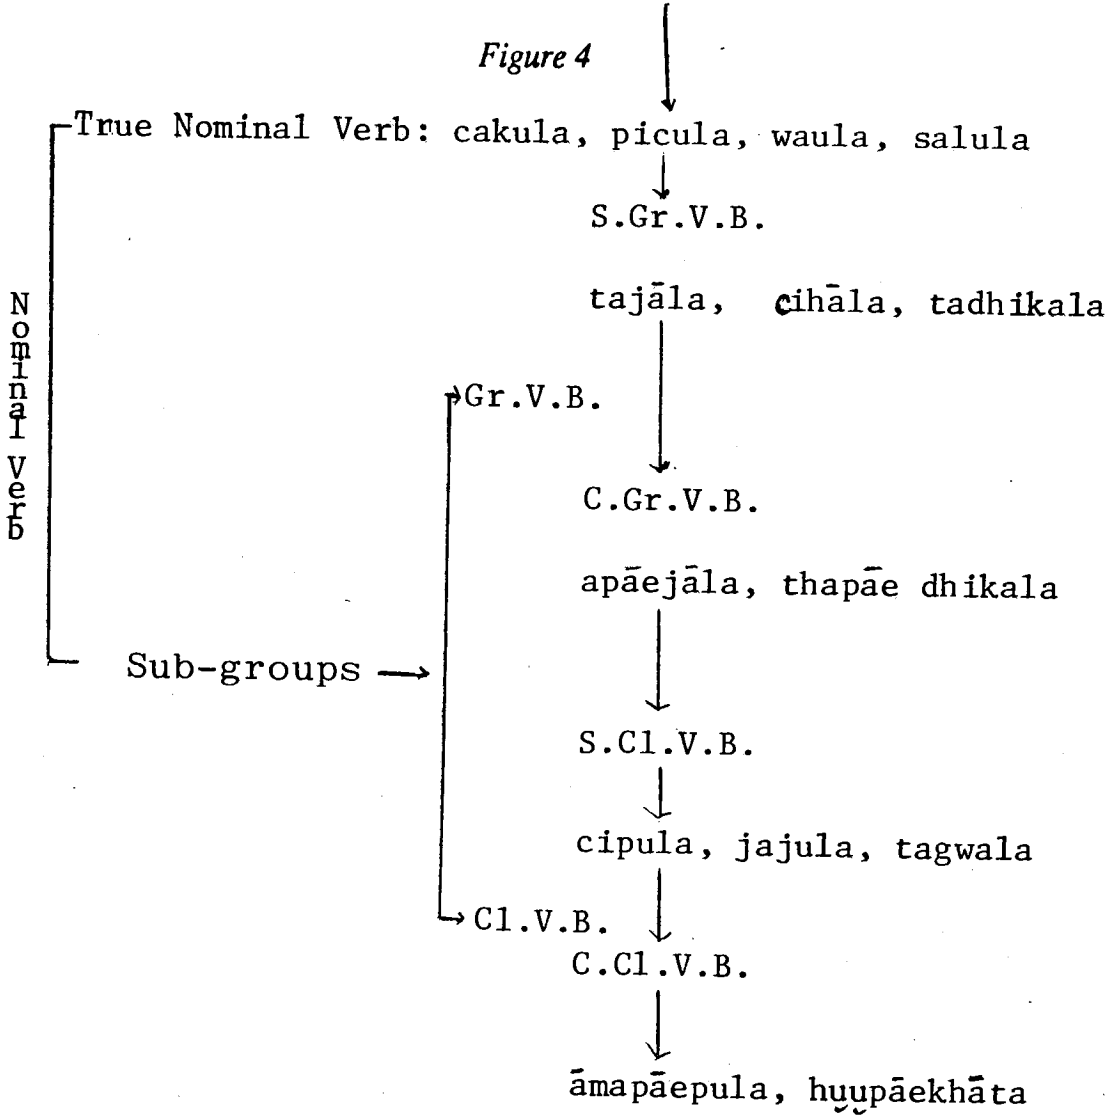 Figure 4
True Nominal Verb: cakula, picula, waula, salula
S.Gr.V.B.
tajāla, cihāla, tadhikala
Nominal Verb
Gr.V.B.
C.Gr.V.B.
apāejāla, thapāe dhikala
Sub-groups
S.Cl.V.B.
cipula, jajula, tagwala
Cl.V.B.
C.Cl.V.B.
āmapāepula, hṳṳpāekhāta